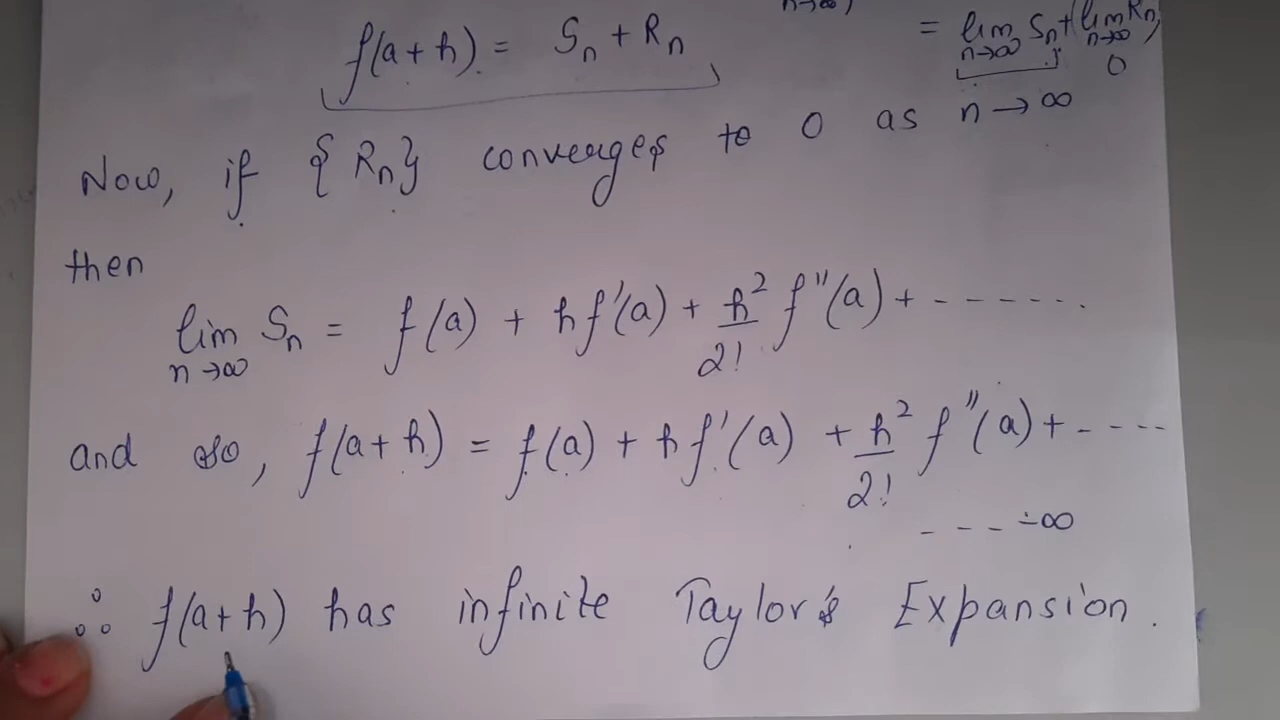 n→∞
f(a+h) = Sn + Rn
= lim n→∞ Sn + (lim n→∞ Rn)
0
Now, if {Rn} converges to 0 as n→∞
then
lim n→∞ Sn = f(a) + hf'(a) + h²/2! f''(a) + -------
and so, f(a+h) = f(a) + hf'(a) + h²/2! f''(a) + ----
---- ∞
∴ f(a+h) has infinite Taylor's Expansion.